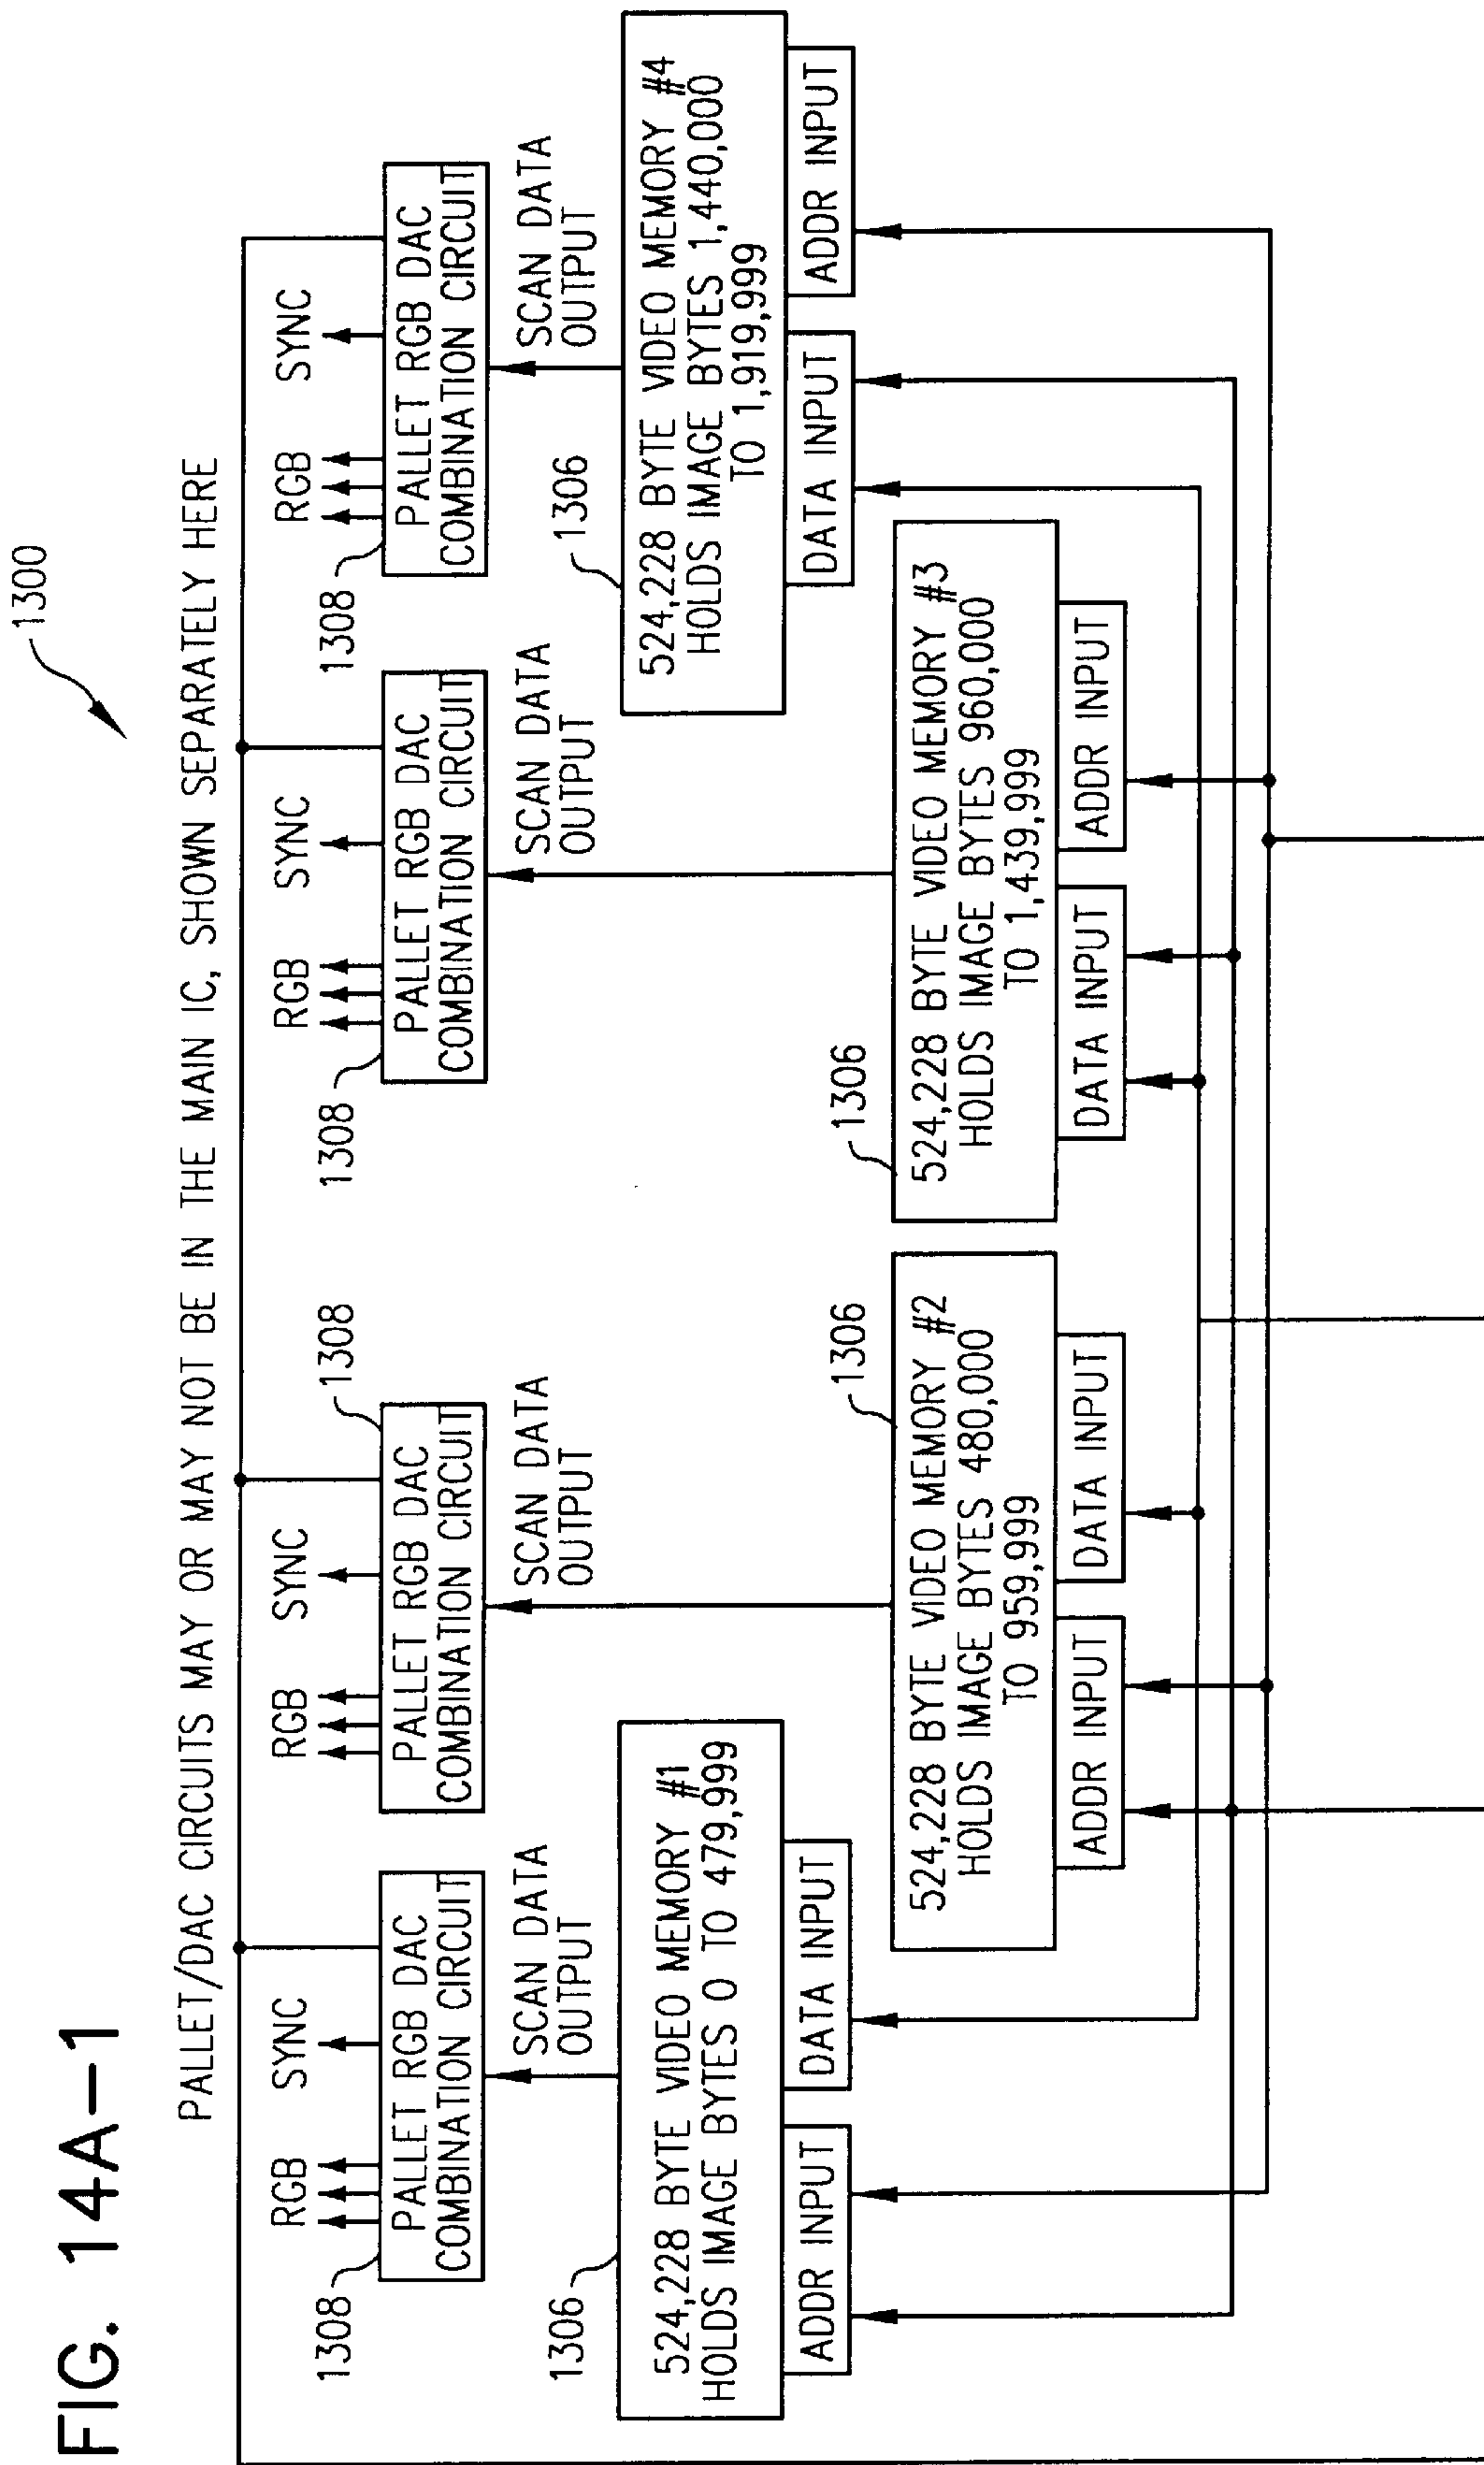 FIG. 14A-1
1300
PALLET/DAC CIRCUITS MAY OR MAY NOT BE IN THE MAIN IC, SHOWN SEPARATELY HERE
RGB
SYNC
1308
PALLET RGB DAC
COMBINATION CIRCUIT
SCAN DATA
OUTPUT
1306
524,228 BYTE VIDEO MEMORY #1
HOLDS IMAGE BYTES 0 TO 479,999
ADDR INPUT
DATA INPUT
RGB
SYNC
1308
PALLET RGB DAC
COMBINATION CIRCUIT
SCAN DATA
OUTPUT
1306
524,228 BYTE VIDEO MEMORY #2
HOLDS IMAGE BYTES 480,000
TO 959,999
ADDR INPUT
DATA INPUT
RGB
SYNC
1308
PALLET RGB DAC
COMBINATION CIRCUIT
SCAN DATA
OUTPUT
1306
524,228 BYTE VIDEO MEMORY #3
HOLDS IMAGE BYTES 960,000
TO 1,439,999
DATA INPUT
ADDR INPUT
RGB
SYNC
1308
PALLET RGB DAC
COMBINATION CIRCUIT
SCAN DATA
OUTPUT
1306
524,228 BYTE VIDEO MEMORY #4
HOLDS IMAGE BYTES 1,440,000
TO 1,919,999
DATA INPUT
ADDR INPUT